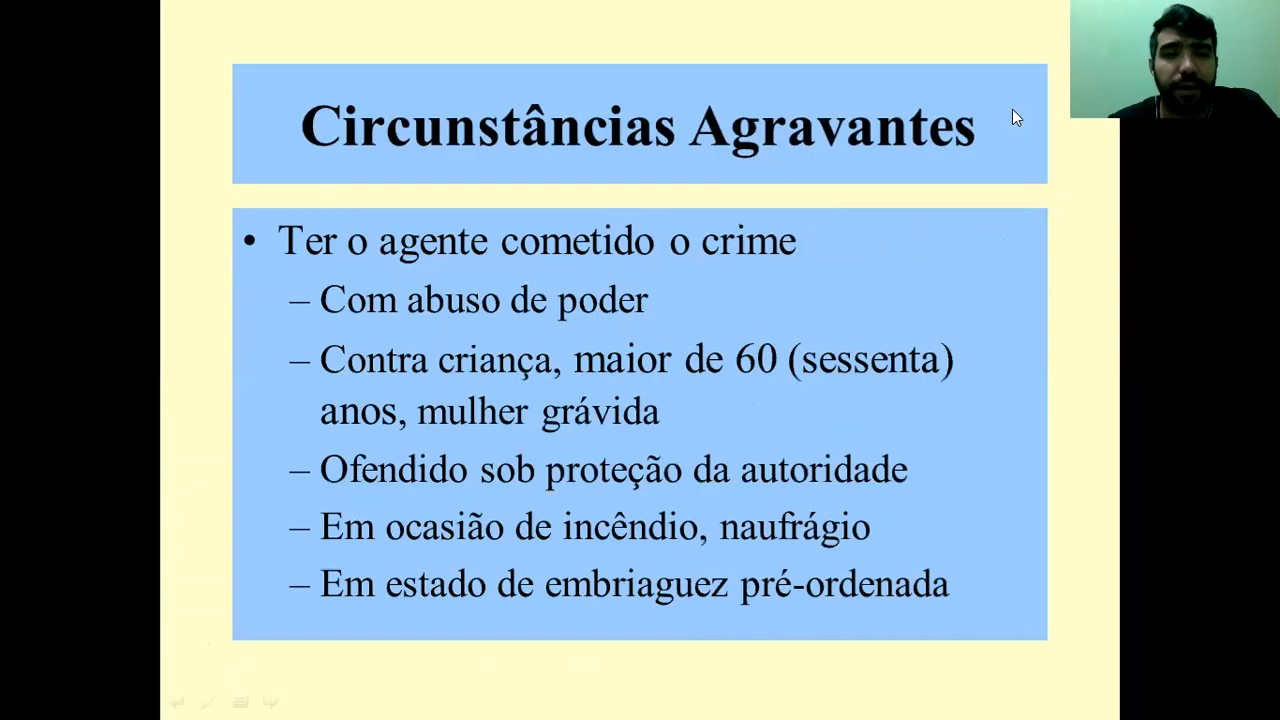 Circunstâncias Agravantes
• Ter o agente cometido o crime
– Com abuso de poder
– Contra criança, maior de 60 (sessenta)
anos, mulher grávida
– Ofendido sob proteção da autoridade
– Em ocasião de incêndio, naufrágio
– Em estado de embriaguez pré-ordenada